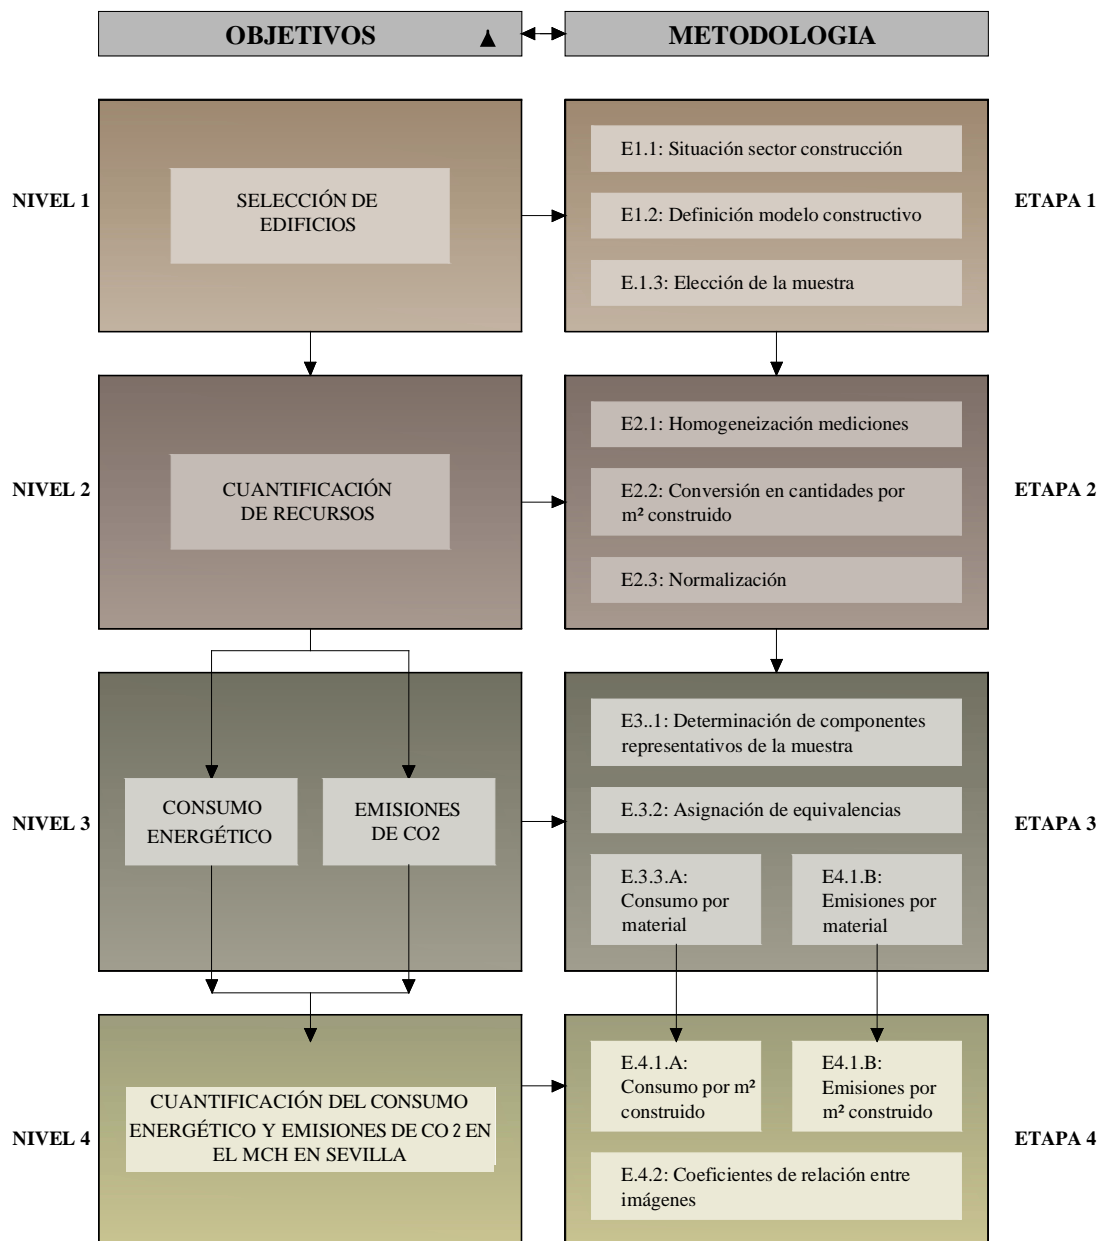 OBJETIVOS
METODOLOGIA
NIVEL 1
SELECCIÓN DE
EDIFICIOS
E1.1: Situación sector construcción
E1.2: Definición modelo constructivo
E.1.3: Elección de la muestra
ETAPA 1
NIVEL 2
CUANTIFICACIÓN
DE RECURSOS
E2.1: Homogeneización mediciones
E2.2: Conversión en cantidades por
m² construido
E2.3: Normalización
ETAPA 2
NIVEL 3
CONSUMO
ENERGÉTICO
EMISIONES
DE CO2
E3..1: Determinación de componentes
representativos de la muestra
E.3.2: Asignación de equivalencias
E.3.3.A:
Consumo por
material
E4.1.B:
Emisiones por
material
ETAPA 3
NIVEL 4
CUANTIFICACIÓN DEL CONSUMO
ENERGÉTICO Y EMISIONES DE CO 2 EN
EL MCH EN SEVILLA
E.4.1.A:
Consumo por m²
construido
E4.1.B:
Emisiones por
m² construido
E.4.2: Coeficientes de relación entre
imágenes
ETAPA 4